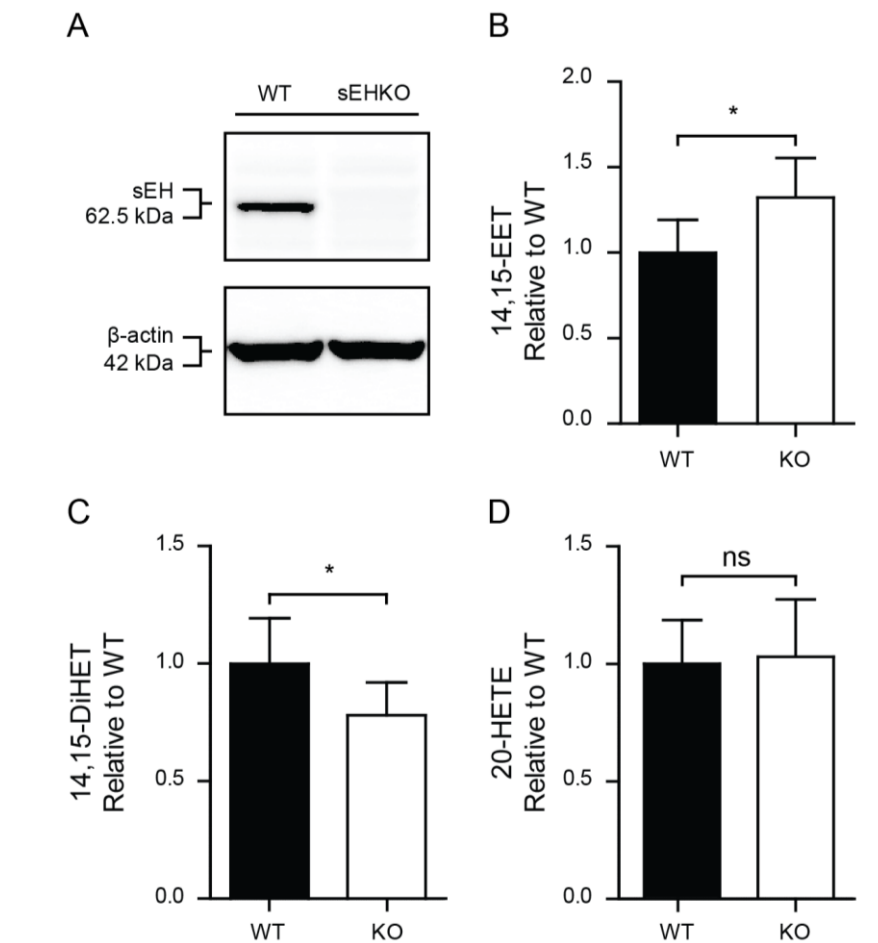 A
WT sEHKO
sEH
62.5 kDa
β-actin
42 kDa
B
14,15-EET
Relative to WT
2.0
1.5
1.0
0.5
0.0
*
WT KO
C
14,15-DiHET
Relative to WT
1.5
1.0
0.5
0.0
*
WT KO
D
20-HETE
Relative to WT
1.5
1.0
0.5
0.0
ns
WT KO